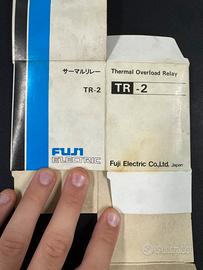 サーマルリレー
TR-2
FUJI
ELECTRIC
Thermal Overload Relay
TR -2
Fuji Electric Co.,Ltd. Japan
subito